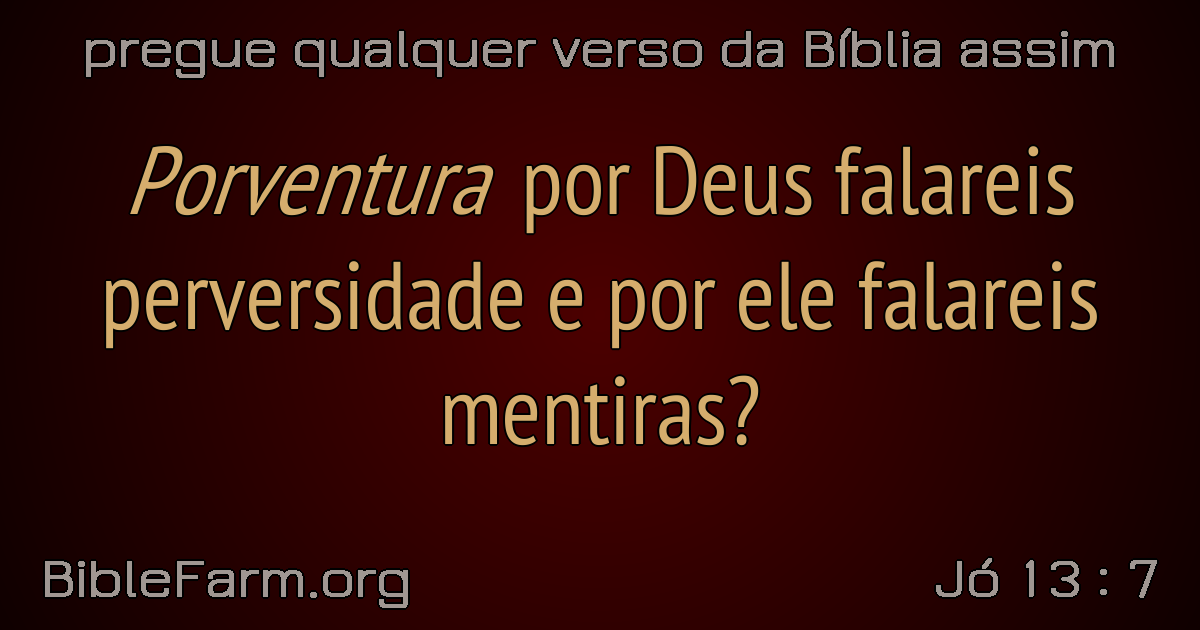 pregue qualquer verso da Bíblia assim
Porventura por Deus falareis
perversidade e por ele falareis
mentiras?
BibleFarm.org
Jó 13 : 7